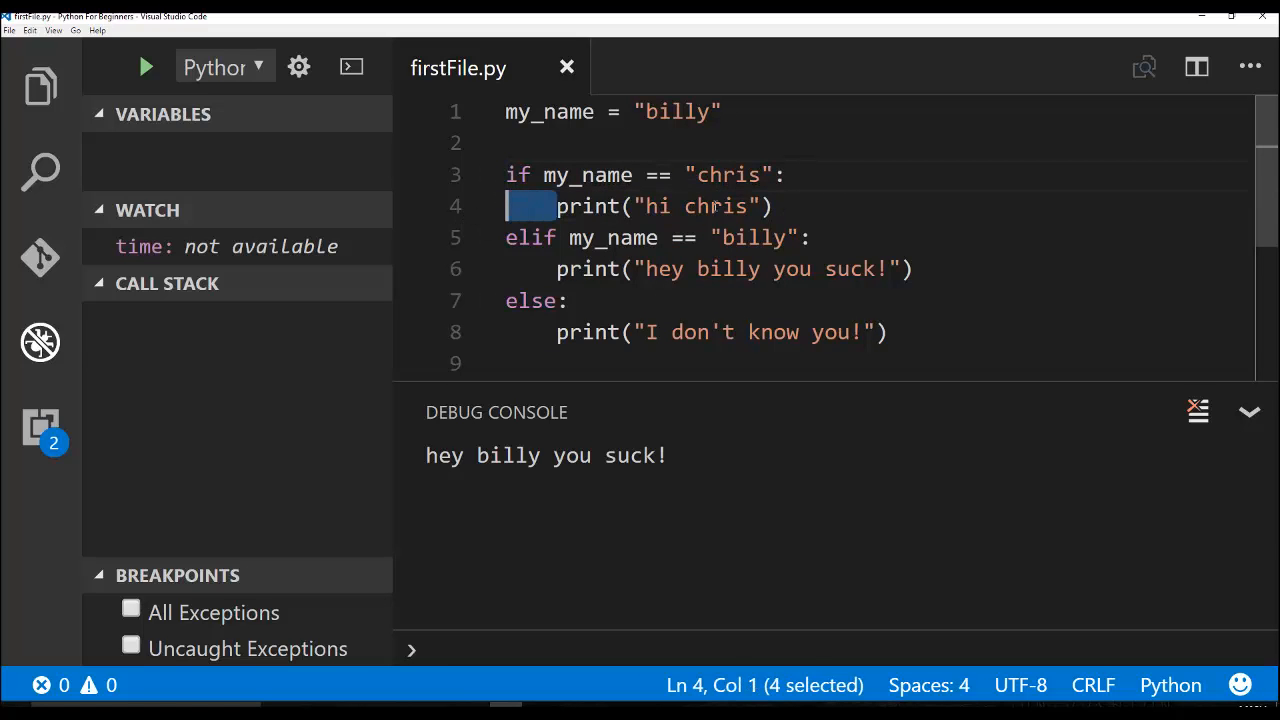 firstFile.py - Python For Beginners - Visual Studio Code
File Edit View Go Help
Python
firstFile.py
VARIABLES
WATCH
time: not available
CALL STACK
BREAKPOINTS
All Exceptions
Uncaught Exceptions
1 my_name = "billy"
2
3 if my_name == "chris":
4 print("hi chris")
5 elif my_name == "billy":
6 print("hey billy you suck!")
7 else:
8 print("I don't know you!")
9
DEBUG CONSOLE
hey billy you suck!
2
0 0 Ln 4, Col 1 (4 selected) Spaces: 4 UTF-8 CRLF Python